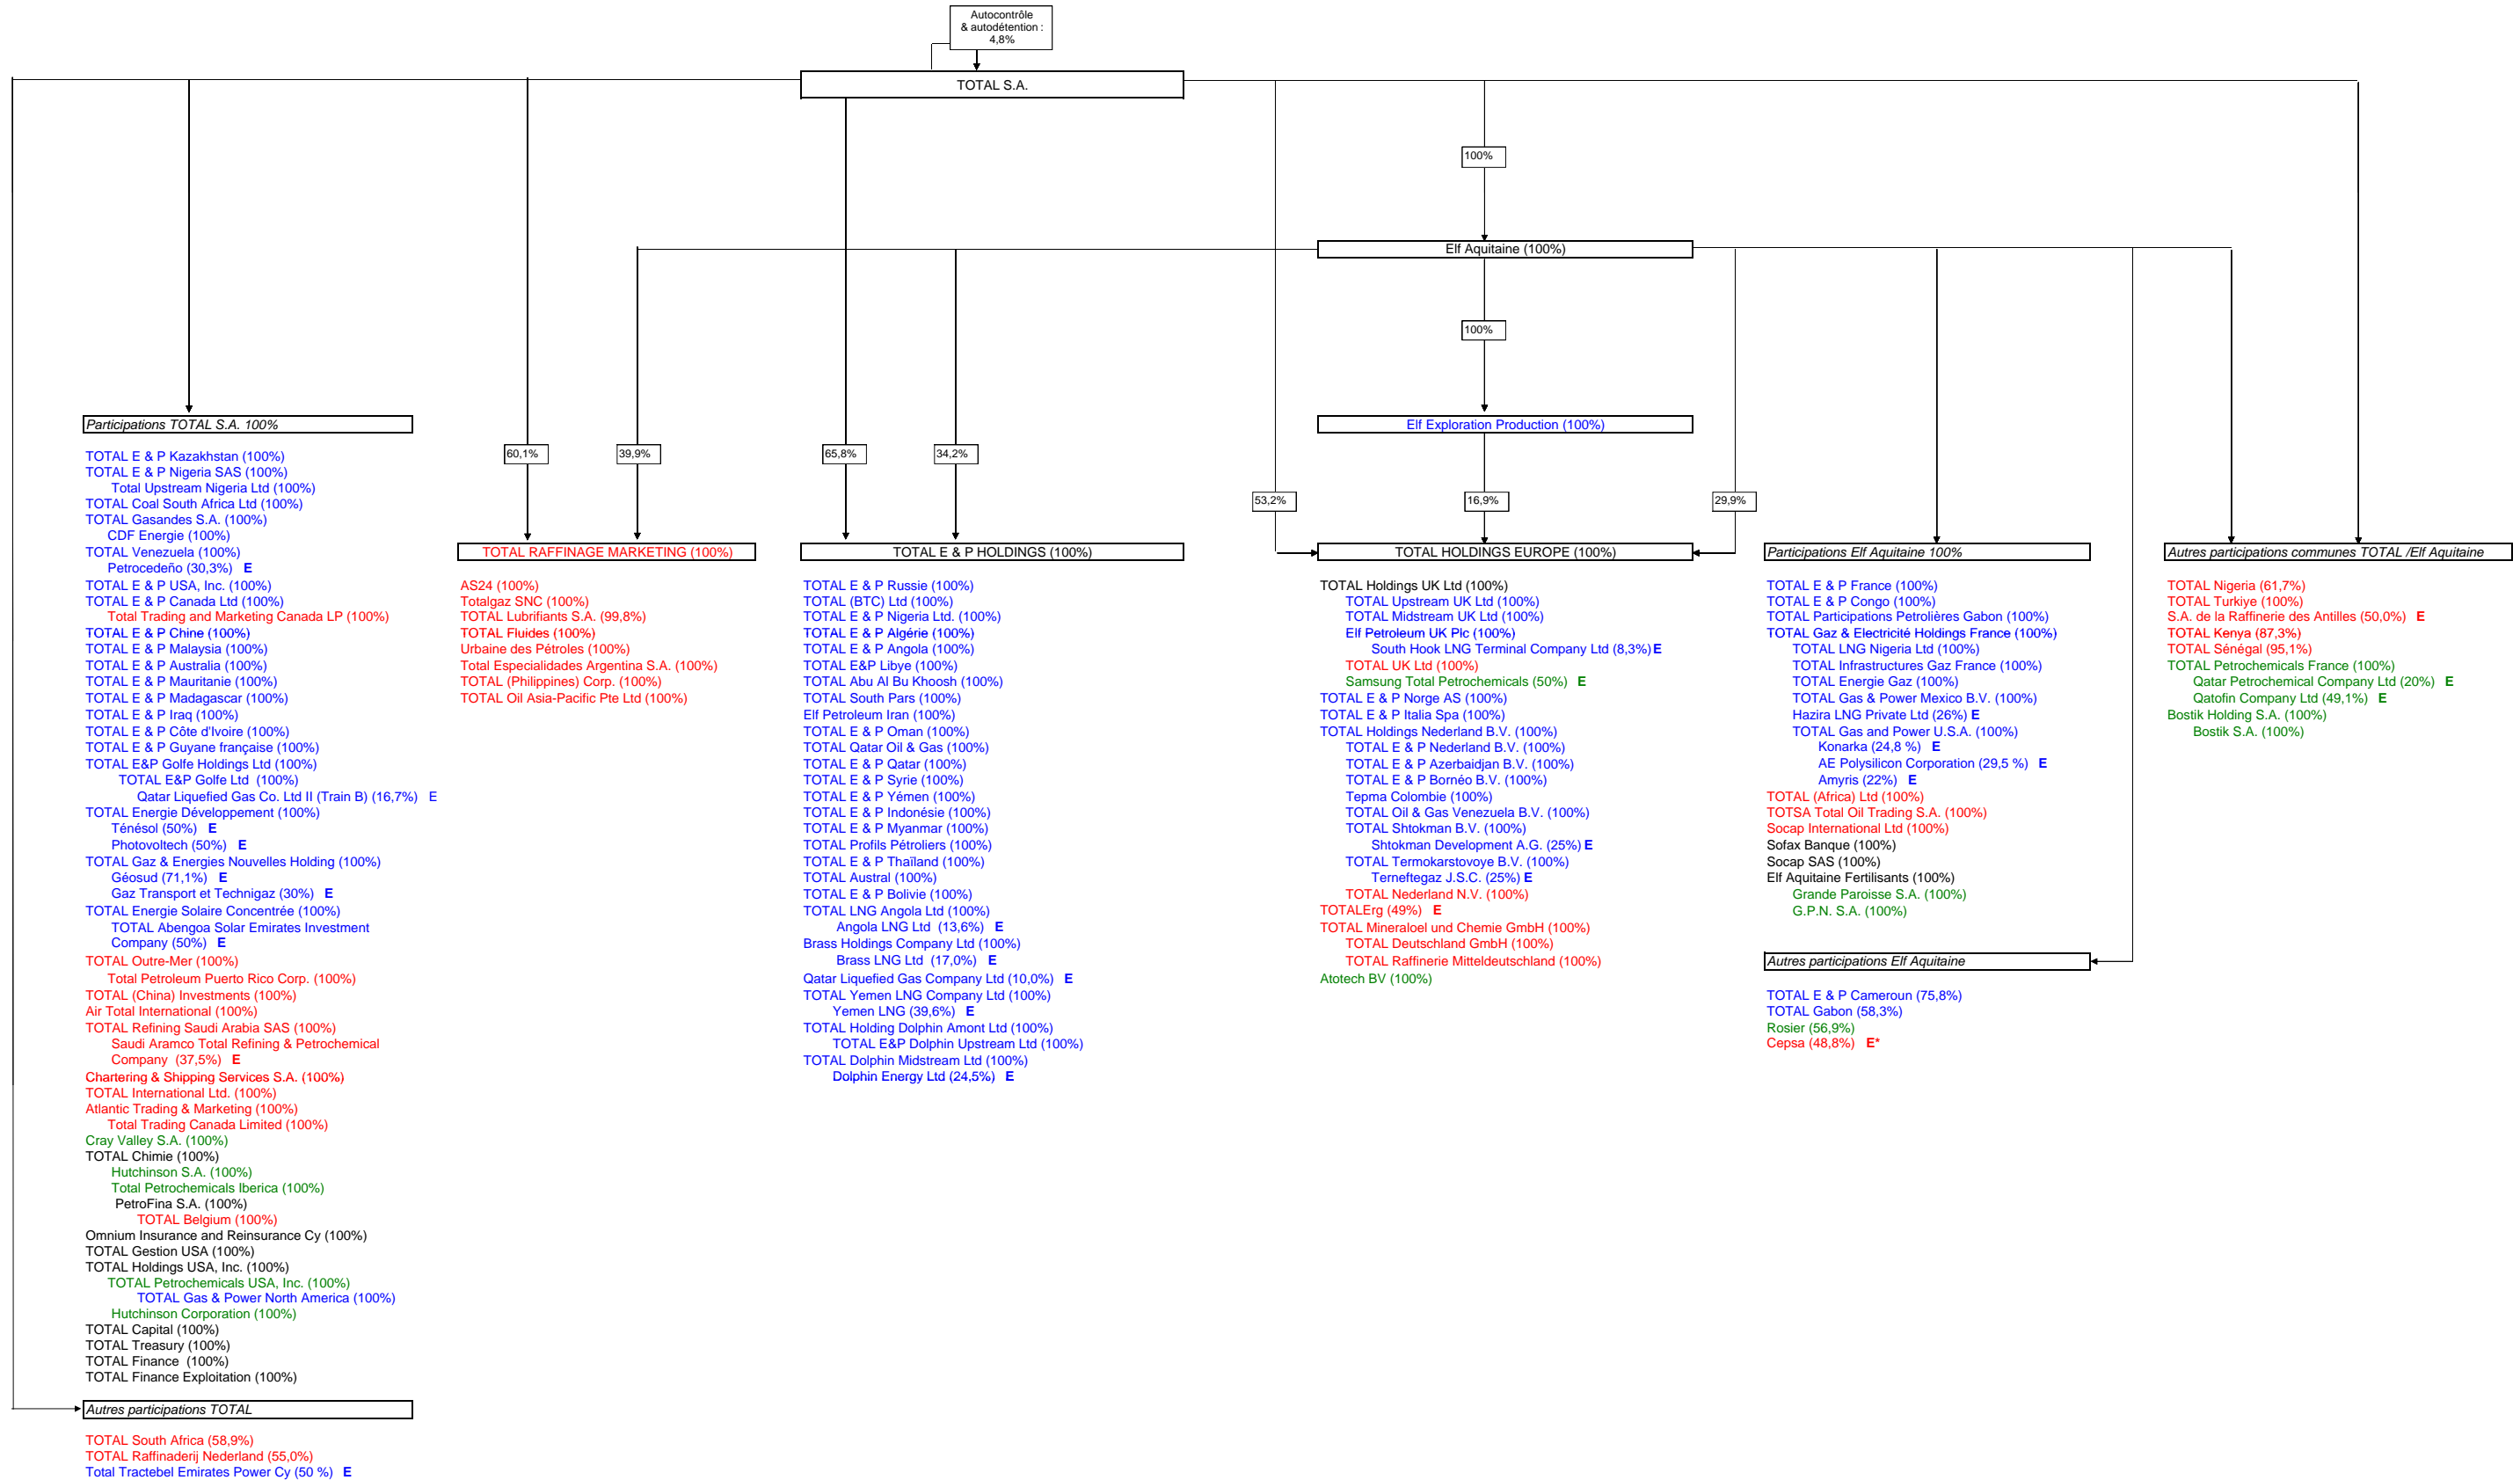 Autocontrôle
& autodétention :
4,8%
TOTAL S.A.
100%
Elf Aquitaine (100%)
100%
Elf Exploration Production (100%)
60,1%
39,9%
65,8%
34,2%
53,2%
16,9%
29,9%
Participations TOTAL S.A. 100%
TOTAL E & P Kazakhstan (100%)
TOTAL E & P Nigeria SAS (100%)
Total Upstream Nigeria Ltd (100%)
TOTAL Coal South Africa Ltd (100%)
TOTAL Gasandes S.A. (100%)
CDF Energie (100%)
TOTAL Venezuela (100%)
Petrocedeño (30,3%) E
TOTAL E & P USA, Inc. (100%)
TOTAL E & P Canada Ltd (100%)
Total Trading and Marketing Canada LP (100%)
TOTAL E & P Chine (100%)
TOTAL E & P Malaysia (100%)
TOTAL E & P Australia (100%)
TOTAL E & P Mauritanie (100%)
TOTAL E & P Madagascar (100%)
TOTAL E & P Iraq (100%)
TOTAL E & P Côte d'Ivoire (100%)
TOTAL E & P Guyane française (100%)
TOTAL E&P Golfe Holdings Ltd (100%)
TOTAL E&P Golfe Ltd (100%)
Qatar Liquefied Gas Co. Ltd II (Train B) (16,7%) E
TOTAL Energie Développement (100%)
Ténésol (50%) E
Photovoltech (50%) E
TOTAL Gaz & Energies Nouvelles Holding (100%)
Géosud (71,1%) E
Gaz Transport et Technigaz (30%) E
TOTAL Energie Solaire Concentrée (100%)
TOTAL Abengoa Solar Emirates Investment
Company (50%) E
TOTAL Outre-Mer (100%)
Total Petroleum Puerto Rico Corp. (100%)
TOTAL (China) Investments (100%)
Air Total International (100%)
TOTAL Refining Saudi Arabia SAS (100%)
Saudi Aramco Total Refining & Petrochemical
Company (37,5%) E
Chartering & Shipping Services S.A. (100%)
TOTAL International Ltd. (100%)
Atlantic Trading & Marketing (100%)
Total Trading Canada Limited (100%)
Cray Valley S.A. (100%)
TOTAL Chimie (100%)
Hutchinson S.A. (100%)
Total Petrochemicals Iberica (100%)
PetroFina S.A. (100%)
TOTAL Belgium (100%)
Omnium Insurance and Reinsurance Cy (100%)
TOTAL Gestion USA (100%)
TOTAL Holdings USA, Inc. (100%)
TOTAL Petrochemicals USA, Inc. (100%)
TOTAL Gas & Power North America (100%)
Hutchinson Corporation (100%)
TOTAL Capital (100%)
TOTAL Treasury (100%)
TOTAL Finance (100%)
TOTAL Finance Exploitation (100%)
Autres participations TOTAL
TOTAL South Africa (58,9%)
TOTAL Raffinaderij Nederland (55,0%)
Total Tractebel Emirates Power Cy (50 %) E
TOTAL RAFFINAGE MARKETING (100%)
AS24 (100%)
Totalgaz SNC (100%)
TOTAL Lubrifiants S.A. (99,8%)
TOTAL Fluides (100%)
Urbaine des Pétroles (100%)
Total Especialidades Argentina S.A. (100%)
TOTAL (Philippines) Corp. (100%)
TOTAL Oil Asia-Pacific Pte Ltd (100%)
TOTAL E & P HOLDINGS (100%)
TOTAL E & P Russie (100%)
TOTAL (BTC) Ltd (100%)
TOTAL E & P Nigeria Ltd. (100%)
TOTAL E & P Algérie (100%)
TOTAL E & P Angola (100%)
TOTAL E&P Libye (100%)
TOTAL Abu Al Bu Khoosh (100%)
TOTAL South Pars (100%)
Elf Petroleum Iran (100%)
TOTAL E & P Oman (100%)
TOTAL Qatar Oil & Gas (100%)
TOTAL E & P Qatar (100%)
TOTAL E & P Syrie (100%)
TOTAL E & P Yémen (100%)
TOTAL E & P Indonésie (100%)
TOTAL E & P Myanmar (100%)
TOTAL Profils Pétroliers (100%)
TOTAL E & P Thaïland (100%)
TOTAL Austral (100%)
TOTAL E & P Bolivie (100%)
TOTAL LNG Angola Ltd (100%)
Angola LNG Ltd (13,6%) E
Brass Holdings Company Ltd (100%)
Brass LNG Ltd (17,0%) E
Qatar Liquefied Gas Company Ltd (10,0%) E
TOTAL Yemen LNG Company Ltd (100%)
Yemen LNG (39,6%) E
TOTAL Holding Dolphin Amont Ltd (100%)
TOTAL E&P Dolphin Upstream Ltd (100%)
TOTAL Dolphin Midstream Ltd (100%)
Dolphin Energy Ltd (24,5%) E
TOTAL HOLDINGS EUROPE (100%)
TOTAL Holdings UK Ltd (100%)
TOTAL Upstream UK Ltd (100%)
TOTAL Midstream UK Ltd (100%)
Elf Petroleum UK Plc (100%)
South Hook LNG Terminal Company Ltd (8,3%) E
TOTAL UK Ltd (100%)
Samsung Total Petrochemicals (50%) E
TOTAL E & P Norge AS (100%)
TOTAL E & P Italia Spa (100%)
TOTAL Holdings Nederland B.V. (100%)
TOTAL E & P Nederland B.V. (100%)
TOTAL E & P Azerbaidjan B.V. (100%)
TOTAL E & P Bornéo B.V. (100%)
Tepma Colombie (100%)
TOTAL Oil & Gas Venezuela B.V. (100%)
TOTAL Shtokman B.V. (100%)
Shtokman Development A.G. (25%) E
TOTAL Termokarstovoye B.V. (100%)
Terneftegaz J.S.C. (25%) E
TOTAL Nederland N.V. (100%)
TOTALErg (49%) E
TOTAL Mineraloel und Chemie GmbH (100%)
TOTAL Deutschland GmbH (100%)
TOTAL Raffinerie Mitteldeutschland (100%)
Atotech BV (100%)
Participations Elf Aquitaine 100%
TOTAL E & P France (100%)
TOTAL E & P Congo (100%)
TOTAL Participations Petrolières Gabon (100%)
TOTAL Gaz & Electricité Holdings France (100%)
TOTAL LNG Nigeria Ltd (100%)
TOTAL Infrastructures Gaz France (100%)
TOTAL Energie Gaz (100%)
TOTAL Gas & Power Mexico B.V. (100%)
Hazira LNG Private Ltd (26%) E
TOTAL Gas and Power U.S.A. (100%)
Konarka (24,8 %) E
AE Polysilicon Corporation (29,5 %) E
Amyris (22%) E
TOTAL (Africa) Ltd (100%)
TOTSA Total Oil Trading S.A. (100%)
Socap International Ltd (100%)
Sofax Banque (100%)
Socap SAS (100%)
Elf Aquitaine Fertilisants (100%)
Grande Paroisse S.A. (100%)
G.P.N. S.A. (100%)
Autres participations Elf Aquitaine
TOTAL E & P Cameroun (75,8%)
TOTAL Gabon (58,3%)
Rosier (56,9%)
Cepsa (48,8%) E*
Autres participations communes TOTAL /Elf Aquitaine
TOTAL Nigeria (61,7%)
TOTAL Turkiye (100%)
S.A. de la Raffinerie des Antilles (50,0%) E
TOTAL Kenya (87,3%)
TOTAL Sénégal (95,1%)
TOTAL Petrochemicals France (100%)
Qatar Petrochemical Company Ltd (20%) E
Qatofin Company Ltd (49,1%) E
Bostik Holding S.A. (100%)
Bostik S.A. (100%)